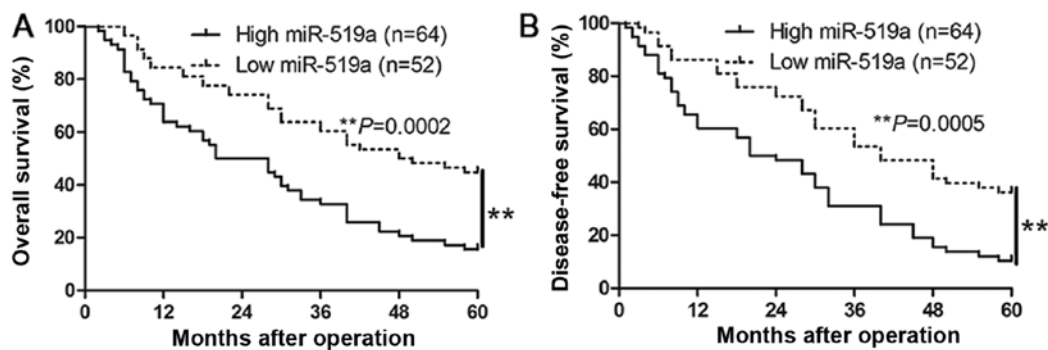 A
Overall survival (%)
100
80
60
40
20
0
High miR-519a (n=64)
Low miR-519a (n=52)
**P=0.0002
**
0 12 24 36 48 60
Months after operation
B
Disease-free survival (%)
100
80
60
40
20
0
High miR-519a (n=64)
Low miR-519a (n=52)
**P=0.0005
**
0 12 24 36 48 60
Months after operation